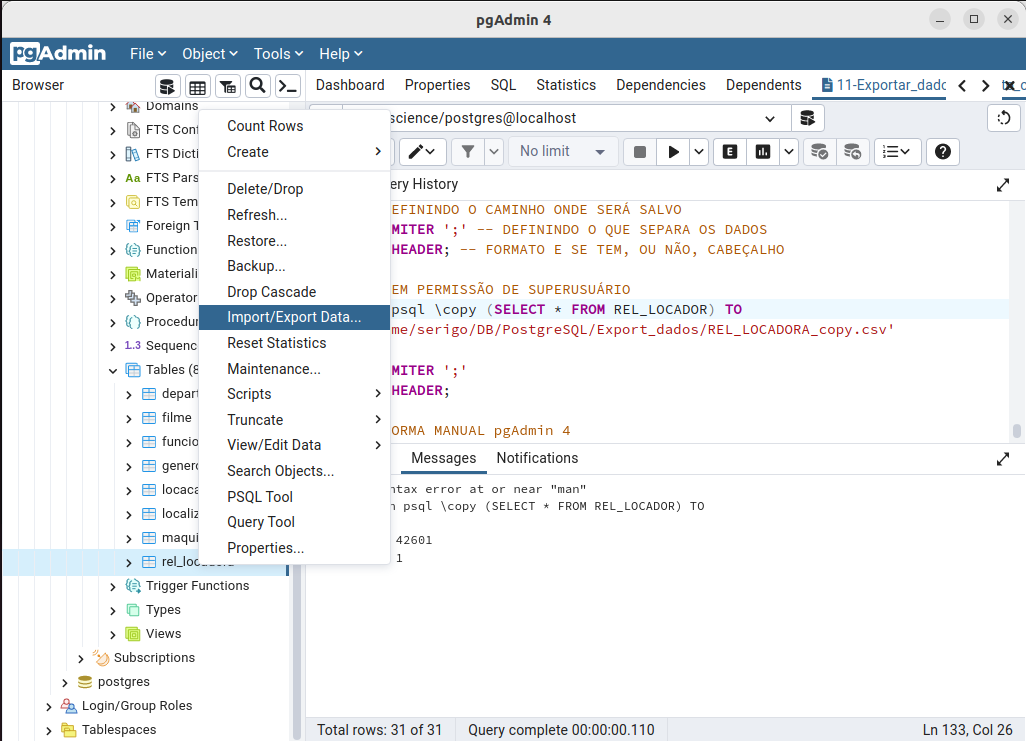 pgAdmin 4
pgAdmin File Object Tools Help
Browser Dashboard Properties SQL Statistics Dependencies Dependents 11-Exportar_dado
science/postgres@localhost
No limit
ery History
Domains
FTS Conf
FTS Dicti
FTS Pars
FTS Tem
Foreign T
Function
Materiali
Operator
Procedur
1.3 Sequenc
Tables (8
depart
filme
funcio
genero
locaca
localiz
maqui
rel_locadora
Trigger Functions
Types
Views
Subscriptions
postgres
Login/Group Roles
Tablespaces
Count Rows
Create
Delete/Drop
Refresh...
Restore...
Backup...
Drop Cascade
Import/Export Data...
Reset Statistics
Maintenance...
Scripts
Truncate
View/Edit Data
Search Objects...
PSQL Tool
Query Tool
Properties...
EFININDO O CAMINHO ONDE SERÁ SALVO
MITER ';' -- DEFININDO O QUE SEPARA OS DADOS
HEADER; -- FORMATO E SE TEM, OU NÃO, CABEÇALHO
EM PERMISSÃO DE SUPERUSUÁRIO
psql \copy (SELECT * FROM REL_LOCADOR) TO
me/serigo/DB/PostgreSQL/Export_dados/REL_LOCADORA_copy.csv'
MITER ';'
HEADER;
ORMA MANUAL pgAdmin 4
Messages Notifications
ntax error at or near "man"
n psql \copy (SELECT * FROM REL_LOCADOR) TO
42601
1
Total rows: 31 of 31 Query complete 00:00:00.110 Ln 133, Col 26